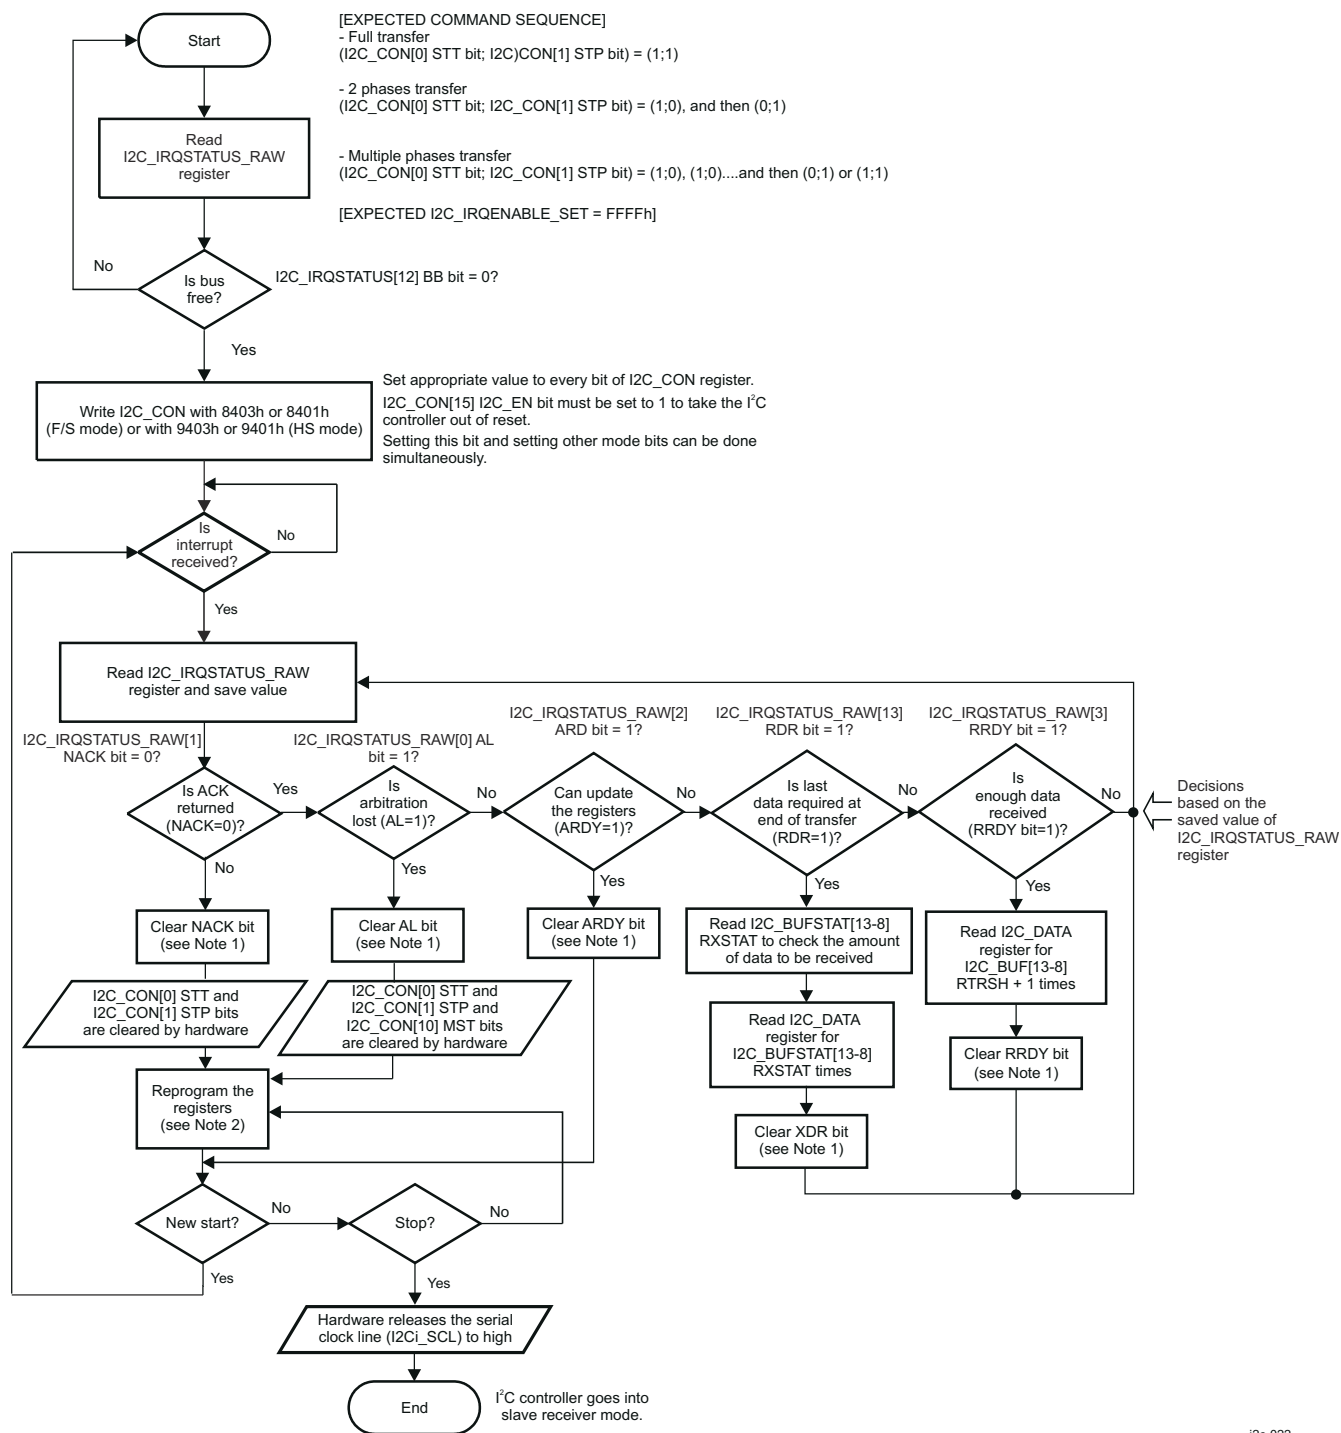 Start
[EXPECTED COMMAND SEQUENCE]
- Full transfer
(I2C_CON[0] STT bit; I2C)CON[1] STP bit) = (1;1)
- 2 phases transfer
(I2C_CON[0] STT bit; I2C_CON[1] STP bit) = (1;0), and then (0;1)
- Multiple phases transfer
(I2C_CON[0] STT bit; I2C_CON[1] STP bit) = (1;0), (1;0)....and then (0;1) or (1;1)
[EXPECTED I2C_IRQENABLE_SET = FFFFh]
Read
I2C_IRQSTATUS_RAW
register
No
Is bus
free?
I2C_IRQSTATUS[12] BB bit = 0?
Yes
Write I2C_CON with 8403h or 8401h
(F/S mode) or with 9403h or 9401h (HS mode)
Set appropriate value to every bit of I2C_CON register.
I2C_CON[15] I2C_EN bit must be set to 1 to take the I²C
controller out of reset.
Setting this bit and setting other mode bits can be done
simultaneously.
Is
interrupt
received?
No
Yes
Read I2C_IRQSTATUS_RAW
register and save value
I2C_IRQSTATUS_RAW[1]
NACK bit = 0?
I2C_IRQSTATUS_RAW[0] AL
bit = 1?
I2C_IRQSTATUS_RAW[2]
ARD bit = 1?
I2C_IRQSTATUS_RAW[13]
RDR bit = 1?
I2C_IRQSTATUS_RAW[3]
RRDY bit = 1?
Is ACK
returned
(NACK=0)?
Yes
Is
arbitration
lost (AL=1)?
No
Can update
the registers
(ARDY=1)?
No
Is last
data required at
end of transfer
(RDR=1)?
No
Is
enough data
received
(RRDY bit=1)?
No
Decisions
based on the
saved value of
I2C_IRQSTATUS_RAW
register
No
Yes
Yes
Yes
Yes
Clear NACK bit
(see Note 1)
Clear AL bit
(see Note 1)
Clear ARDY bit
(see Note 1)
Read I2C_BUFSTAT[13-8]
RXSTAT to check the amount
of data to be received
Read I2C_DATA
register for
I2C_BUF[13-8]
RTRSH + 1 times
I2C_CON[0] STT and
I2C_CON[1] STP bits
are cleared by hardware
I2C_CON[0] STT and
I2C_CON[1] STP and
I2C_CON[10] MST bits
are cleared by hardware
Read I2C_DATA
register for
I2C_BUFSTAT[13-8]
RXSTAT times
Clear RRDY bit
(see Note 1)
Reprogram the
registers
(see Note 2)
Clear XDR bit
(see Note 1)
New start?
No
Stop?
No
Yes
Yes
Hardware releases the serial
clock line (I2Ci_SCL) to high
End
I²C controller goes into
slave receiver mode.